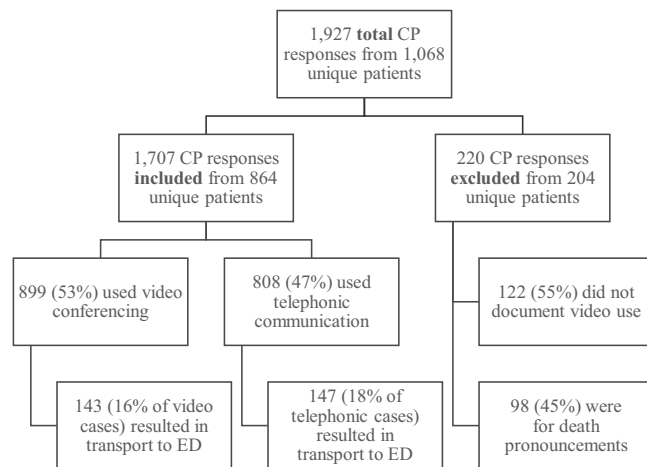 1,927 total CP
responses from 1,068
unique patients
1,707 CP responses
included from 864
unique patients
220 CP responses
excluded from 204
unique patients
899 (53%) used video
conferencing
808 (47%) used
telephonic
communication
122 (55%) did not
document video use
143 (16% of video
cases) resulted in
transport to ED
147 (18% of
telephonic cases)
resulted in
transport to ED
98 (45%) were
for death
pronouncements